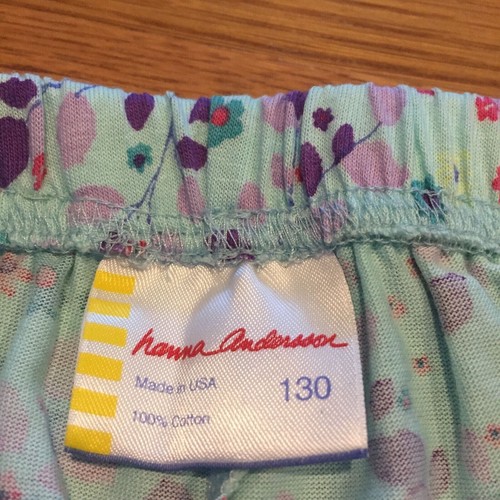 hanna Andersson
Made in USA
130
100% Cotton